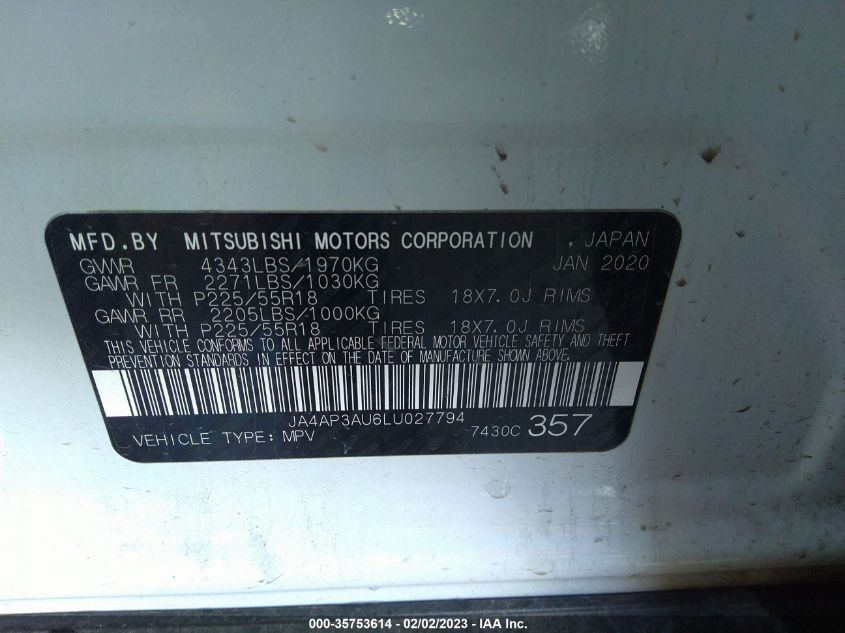 MFD.BY MITSUBISHI MOTORS CORPORATION , JAPAN
GVWR 4343LBS/1970KG JAN 2020
GAWR FR 2271LBS/1030KG
WITH P225/55R18 TIRES 18X7.0J RIMS
GAWR RR 2205LBS/1000KG
WITH P225/55R18 TIRES 18X7.0J RIMS
THIS VEHICLE CONFORMS TO ALL APPLICABLE FEDERAL MOTOR VEHICLE SAFETY AND THEFT
PREVENTION STANDARDS IN EFFECT ON THE DATE OF MANUFACTURE SHOWN ABOVE.
JA4AP3AU6LU027794
VEHICLE TYPE: MPV 7430C 357
000-35753614 - 02/02/2023 - IAA Inc.